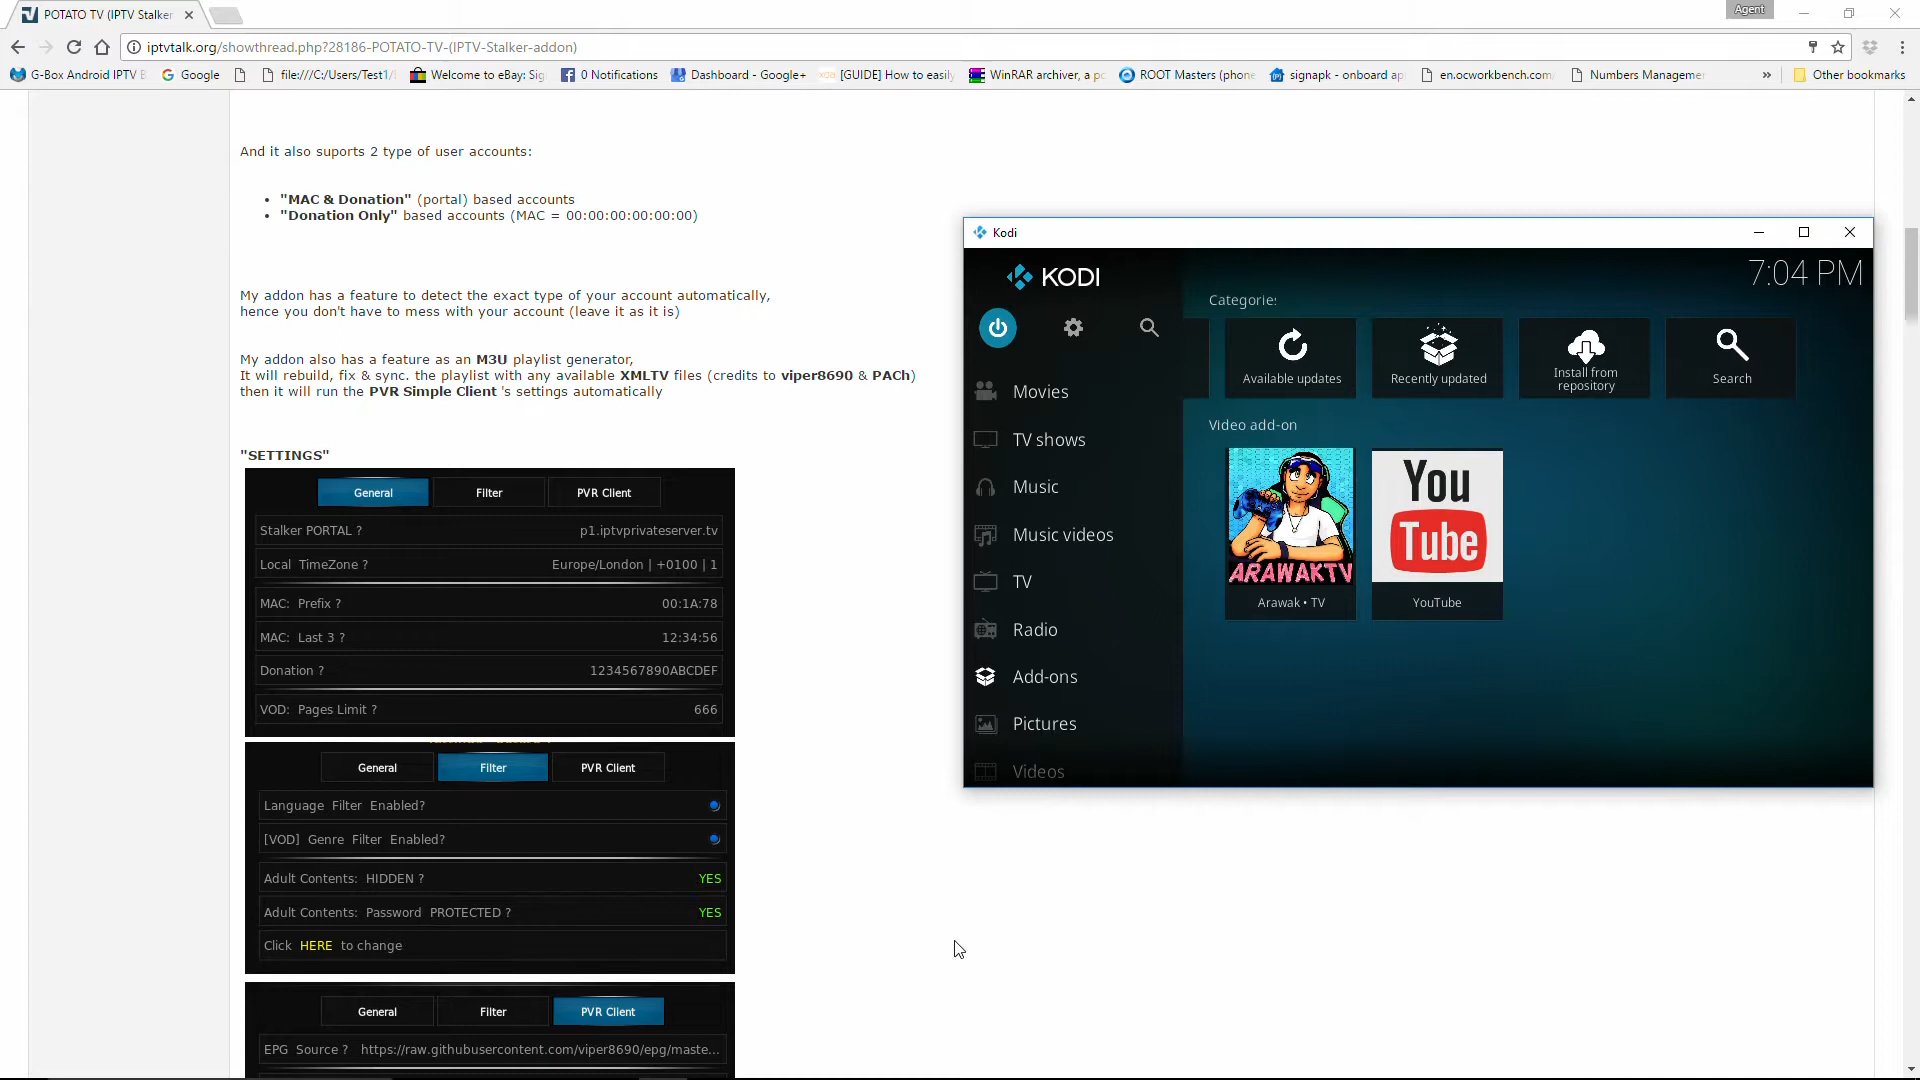 POTATO TV (IPTV Stalker
Agent
iptvtalk.org/showthread.php?28186-POTATO-TV-(IPTV-Stalker-addon)
G-Box Android IPTV B
Google
file:///C:/Users/Test1/
Welcome to eBay: Sig
0 Notifications
Dashboard - Google+
[GUIDE] How to easily
WinRAR archiver, a po
ROOT Masters (phone
signapk - onboard ap
en.ocworkbench.com/
Numbers Manageme
»
Other bookmarks
And it also suports 2 type of user accounts:
• "MAC & Donation" (portal) based accounts
• "Donation Only" based accounts (MAC = 00:00:00:00:00:00)
My addon has a feature to detect the exact type of your account automatically,
hence you don't have to mess with your account (leave it as it is)
My addon also has a feature as an M3U playlist generator,
It will rebuild, fix & sync. the playlist with any available XMLTV files (credits to viper8690 & PACh)
then it will run the PVR Simple Client 's settings automatically
"SETTINGS"
General Filter PVR Client
Stalker PORTAL ? p1.iptvprivateserver.tv
Local TimeZone ? Europe/London | +0100 | 1
MAC: Prefix ? 00:1A:78
MAC: Last 3 ? 12:34:56
Donation ? 1234567890ABCDEF
VOD: Pages Limit ? 666
General Filter PVR Client
Language Filter Enabled?
[VOD] Genre Filter Enabled?
Adult Contents: HIDDEN ? YES
Adult Contents: Password PROTECTED ? YES
Click HERE to change
General Filter PVR Client
EPG Source ? https://raw.githubusercontent.com/viper8690/epg/maste...
Kodi
KODI
7:04 PM
Movies
TV shows
Music
Music videos
TV
Radio
Add-ons
Pictures
Videos
Categories
Available updates
Recently updated
Install from
repository
Search
Video add-on
ARAWAKTV
Arawak • TV
You
Tube
YouTube